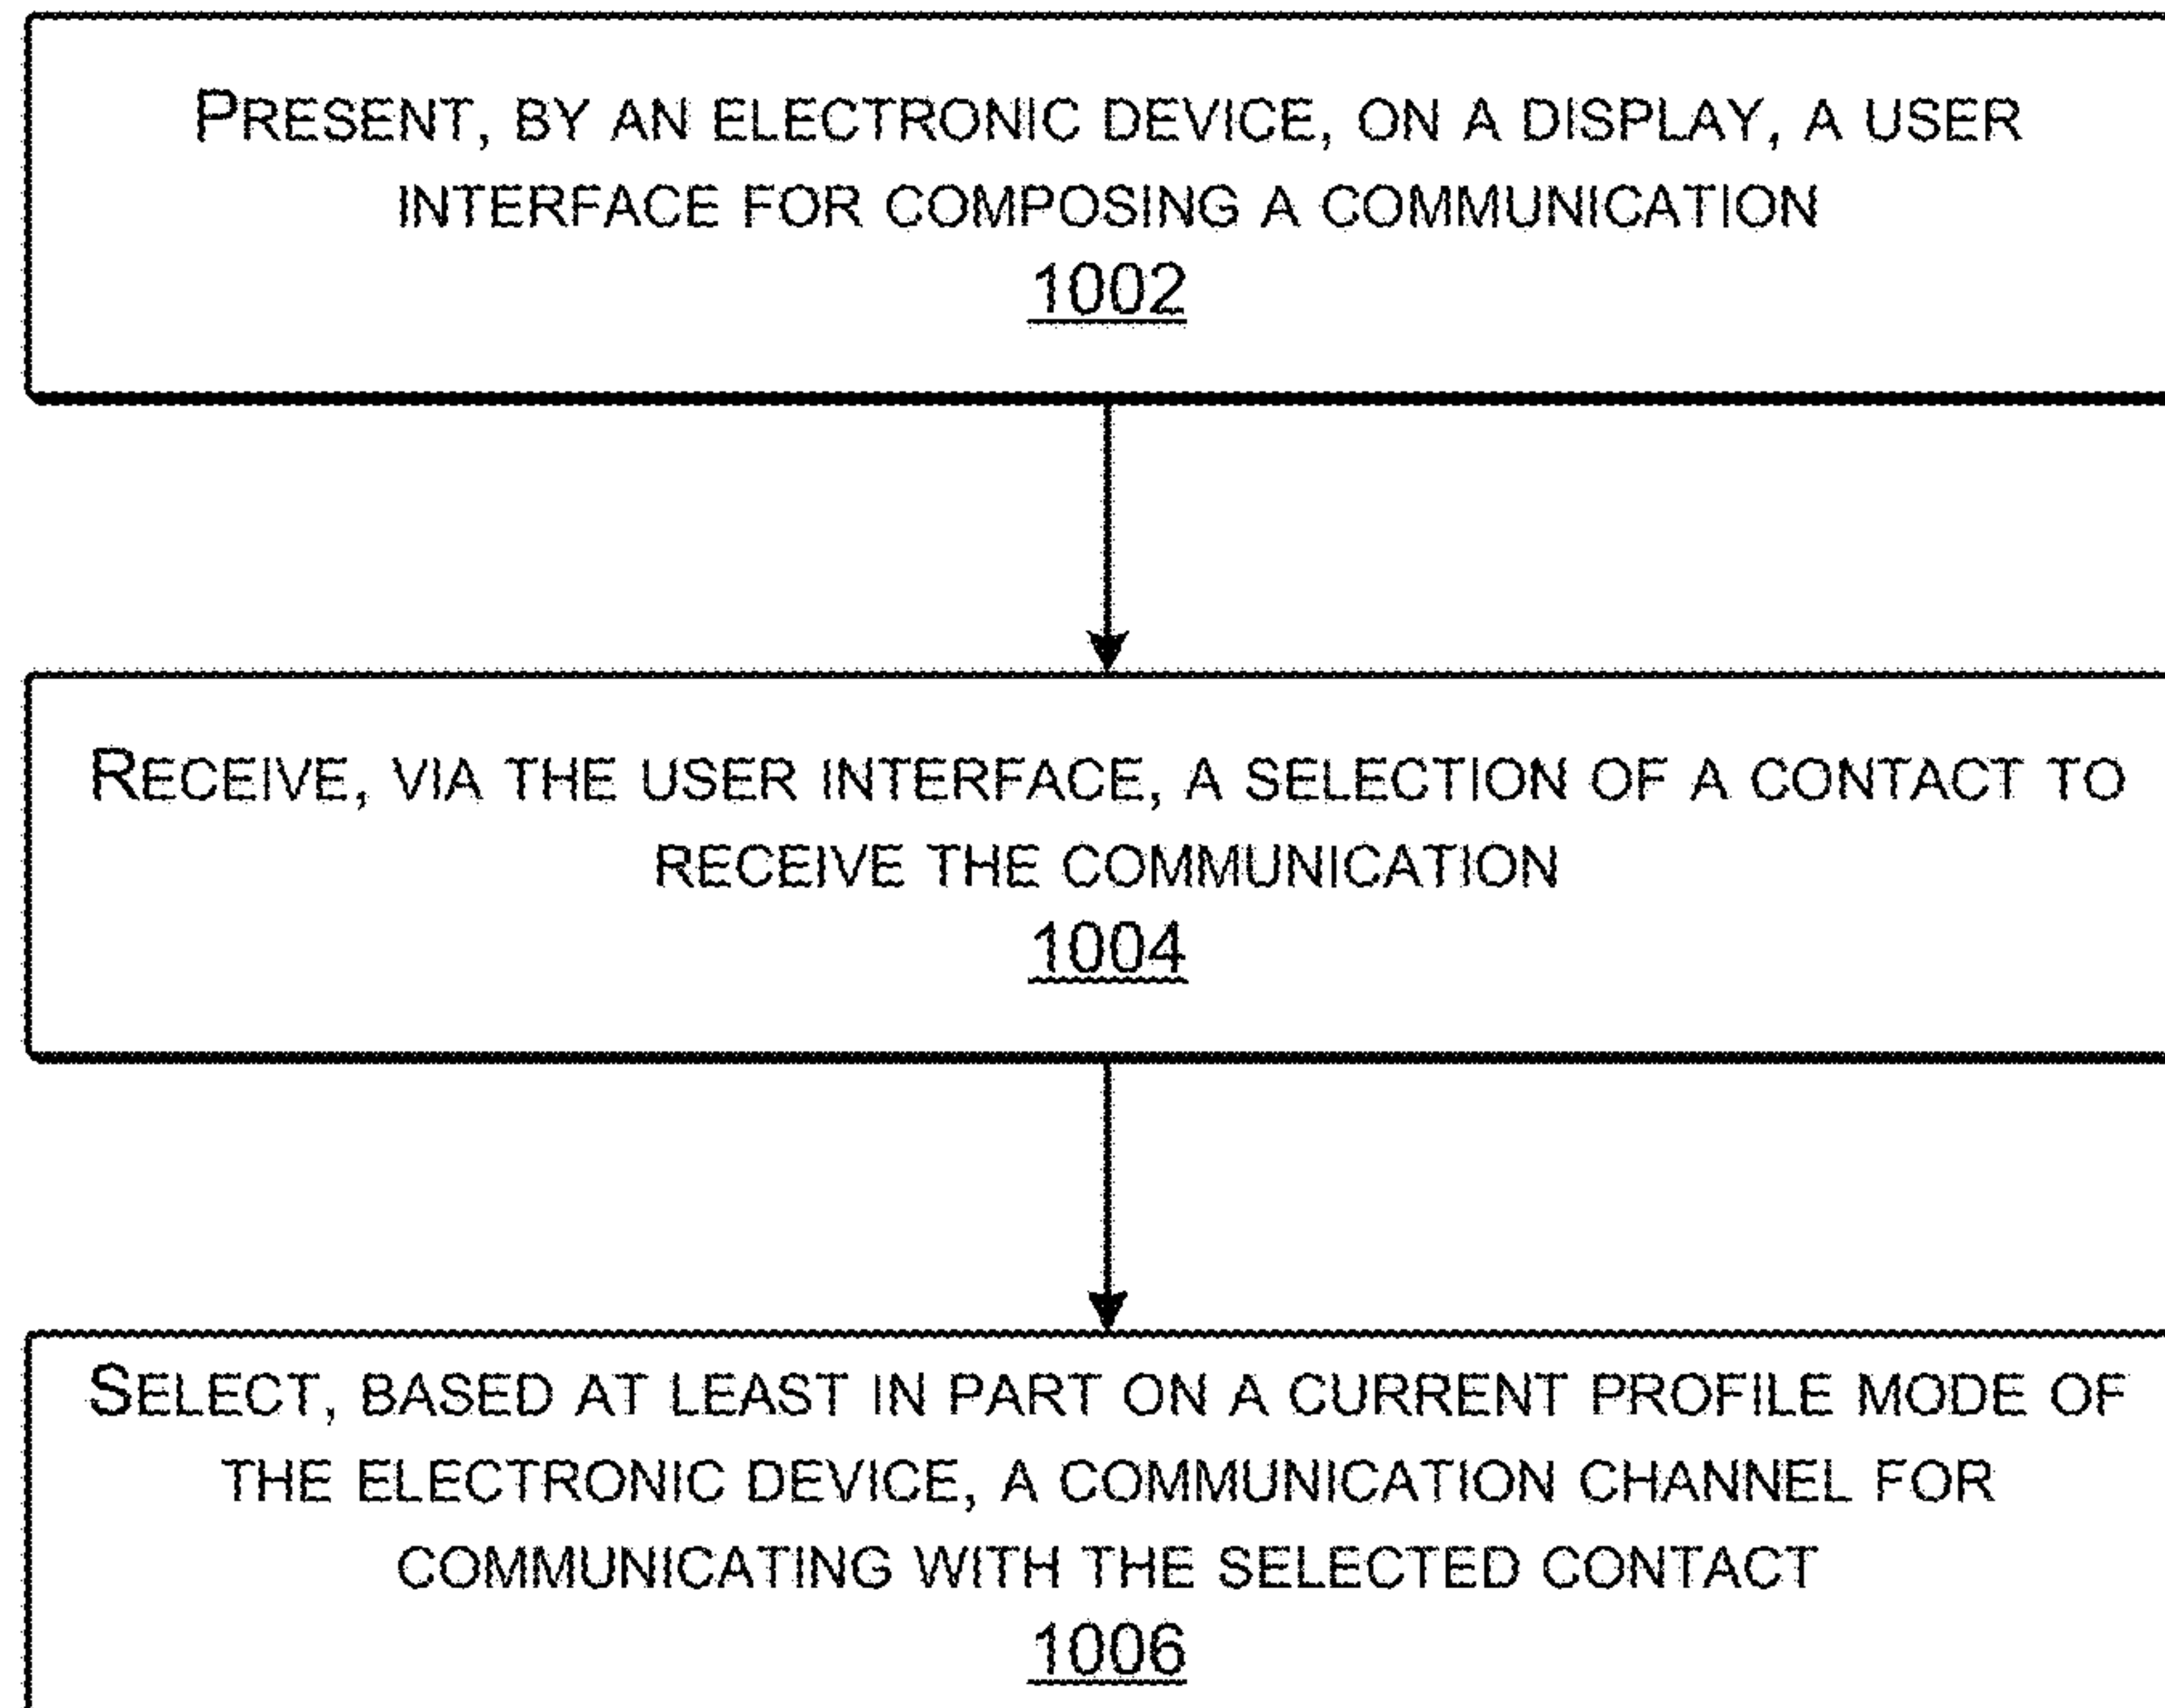 PRESENT, BY AN ELECTRONIC DEVICE, ON A DISPLAY, A USER
INTERFACE FOR COMPOSING A COMMUNICATION
1002
RECEIVE, VIA THE USER INTERFACE, A SELECTION OF A CONTACT TO
RECEIVE THE COMMUNICATION
1004
SELECT, BASED AT LEAST IN PART ON A CURRENT PROFILE MODE OF
THE ELECTRONIC DEVICE, A COMMUNICATION CHANNEL FOR
COMMUNICATING WITH THE SELECTED CONTACT
1006